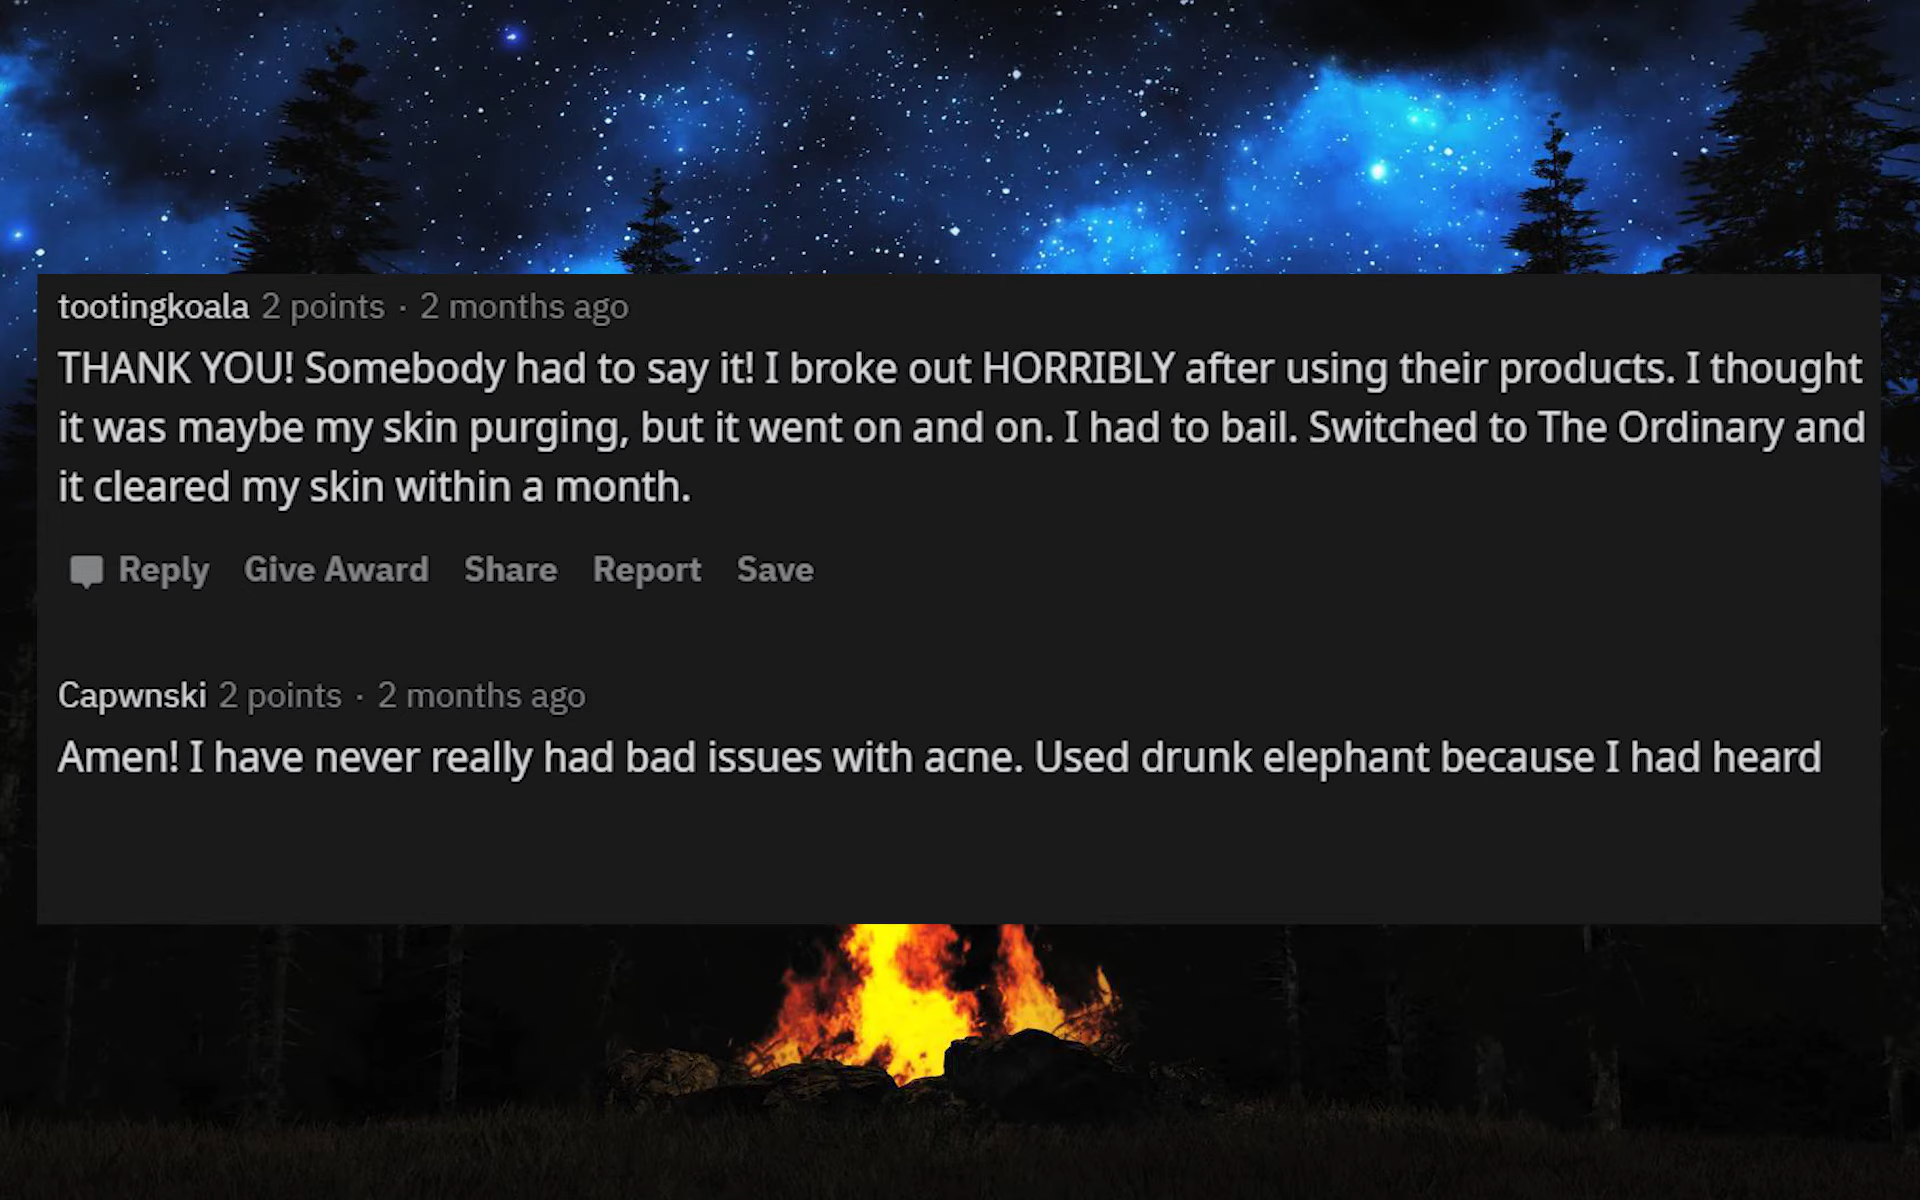 tootingkoala 2 points · 2 months ago
THANK YOU! Somebody had to say it! I broke out HORRIBLY after using their products. I thought
it was maybe my skin purging, but it went on and on. I had to bail. Switched to The Ordinary and
it cleared my skin within a month.
Reply Give Award Share Report Save
Capwnski 2 points · 2 months ago
Amen! I have never really had bad issues with acne. Used drunk elephant because I had heard